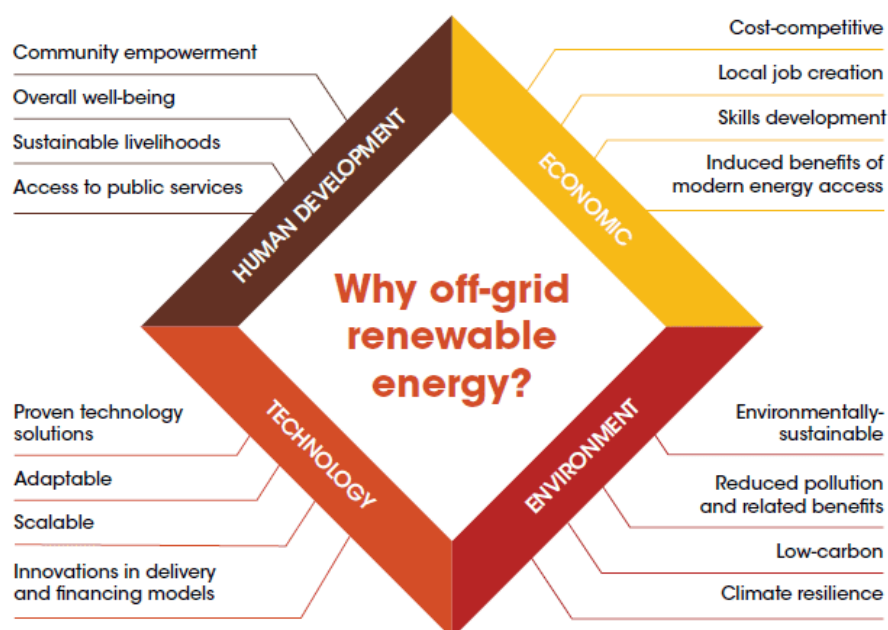 Community empowerment
Overall well-being
Sustainable livelihoods
Access to public services
HUMAN DEVELOPMENT
Cost-competitive
Local job creation
Skills development
Induced benefits of
modern energy access
ECONOMIC
Why off-grid
renewable
energy?
Proven technology
solutions
Adaptable
Scalable
Innovations in delivery
and financing models
TECHNOLOGY
Environmentally-
sustainable
Reduced pollution
and related benefits
Low-carbon
Climate resilience
ENVIRONMENT